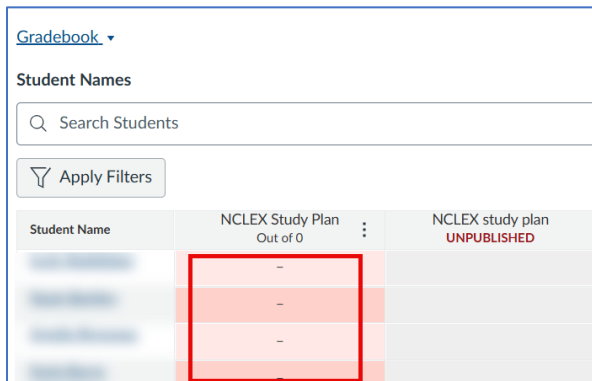 Gradebook
Student Names
Search Students
Apply Filters
Student Name NCLEX Study Plan NCLEX study plan
Out of 0 UNPUBLISHED
–
–
–
–